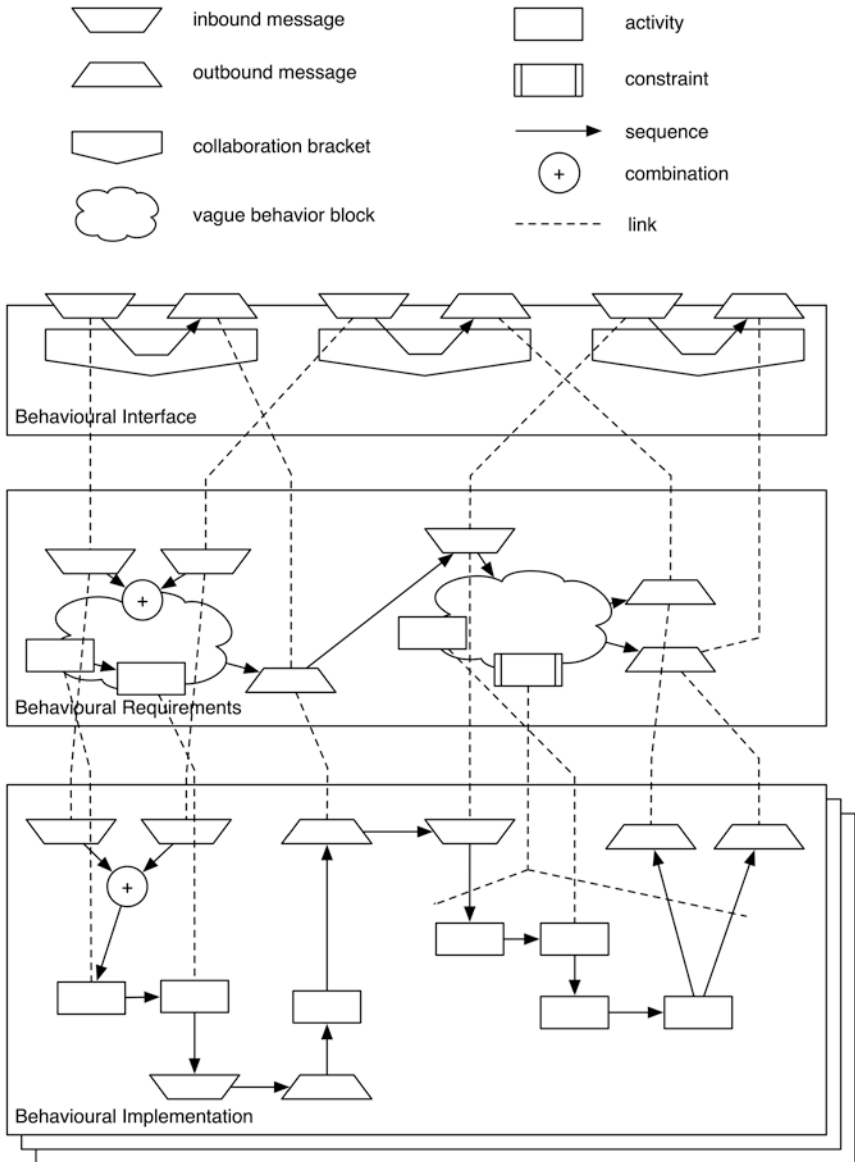 inbound message
activity
outbound message
constraint
sequence
collaboration bracket
+
combination
vague behavior block
link
Behavioural Interface
+
Behavioural Requirements
+
Behavioural Implementation